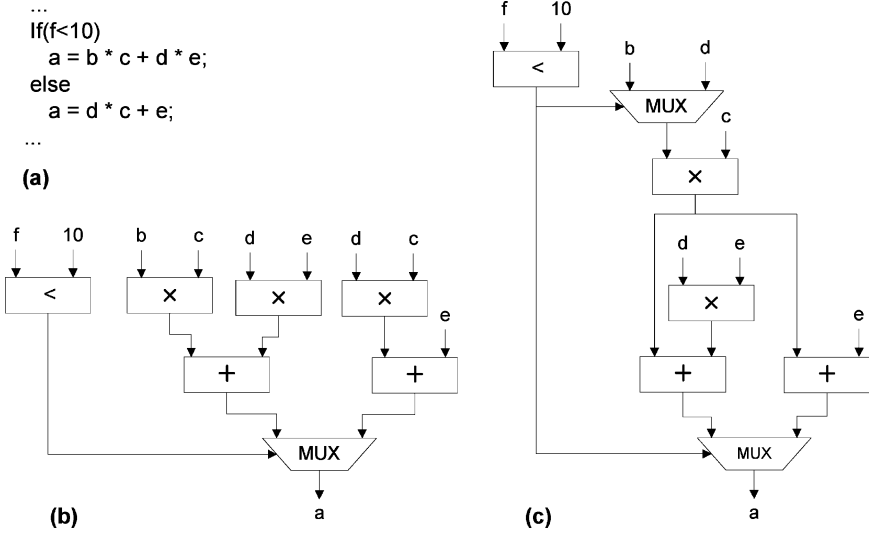 ...
If(f<10)
a = b * c + d * e;
else
a = d * c + e;
...
(a)
f 10 b c d e d c
< × × ×
e
+ +
MUX
a
(b)
f 10
<
b d
MUX
c
×
d e
×
e
+ +
MUX
a
(c)